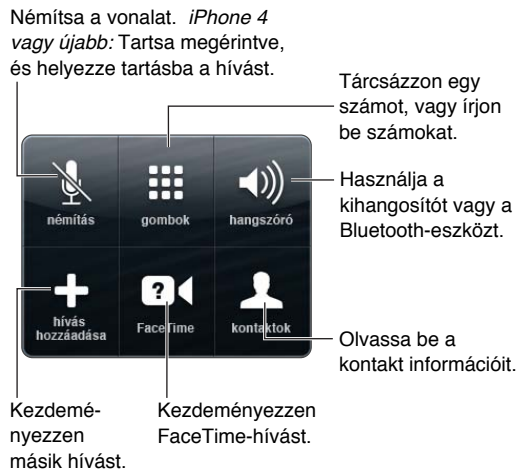 Némítsa a vonalat.  iPhone 4
vagy újabb: Tartsa megérintve,
és helyezze tartásba a hívást.
Tárcsázzon egy
számot, vagy írjon
be számokat.
Használja a
kihangosítót vagy a
Bluetooth-eszközt.
némítás
gombok
hangszóró
hívás
hozzáadása
FaceTime
kontaktok
Olvassa be a
kontakt információit.
Kezdemé-
nyezzen
másik hívást.
Kezdeményezzen
FaceTime-hívást.